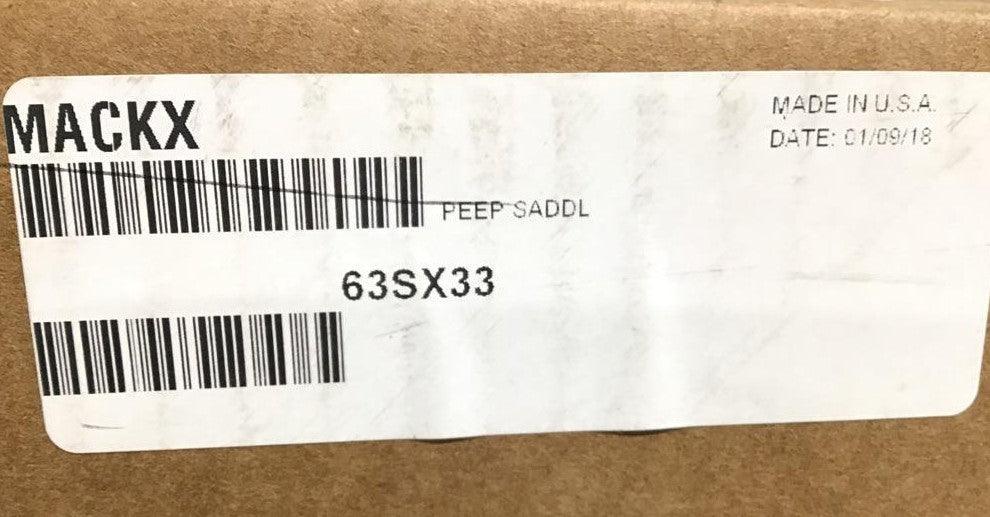 MACKX
MADE IN U.S.A.
DATE: 01/09/18
PEEP SADDL
63SX33